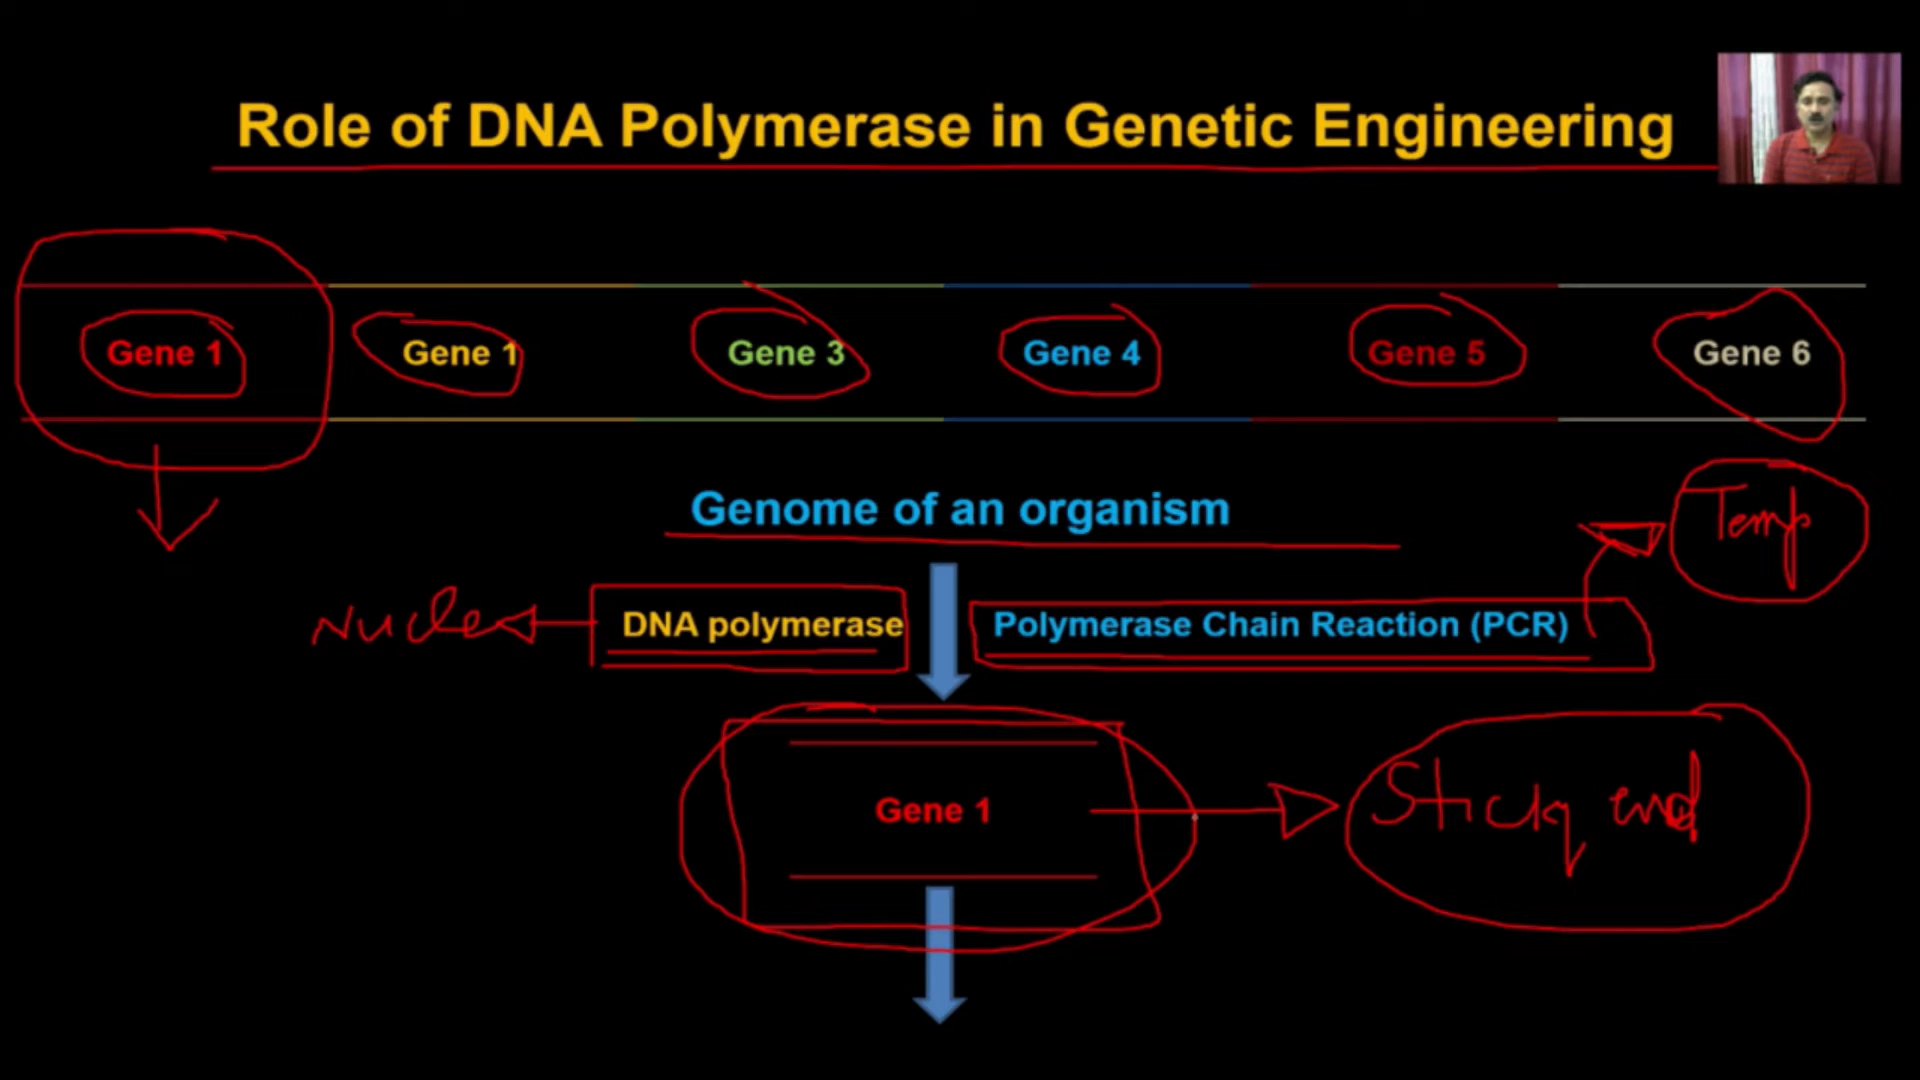 Role of DNA Polymerase in Genetic Engineering
Gene 1 Gene 1 Gene 3 Gene 4 Gene 5 Gene 6
Genome of an organism
Temp
Nucle
DNA polymerase Polymerase Chain Reaction (PCR)
Gene 1
Sticky end